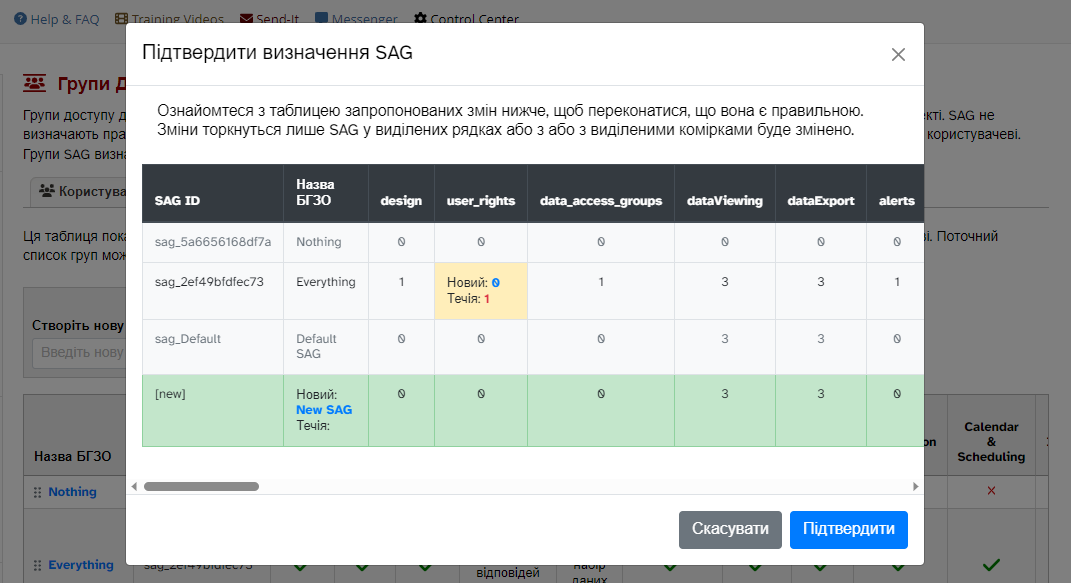 Help & FAQ Training Videos Send-It Messenger Control Center
Підтвердити визначення SAG
Групи Д
Ознайомтеся з таблицею запропонованих змін нижче, щоб переконатися, що вона є правильною.
Зміни торкнуться лише SAG у виділених рядках або з або з виділеними комірками буде змінено.
Групи доступу д
екті. SAG не
визначають пра
користувачеві.
Групи SAG визн
Користува
Ця таблиця пока
ві. Поточний
список груп мож
SAG ID Назва БГЗО design user_rights data_access_groups dataViewing dataExport alerts
sag_5a6656168df7a Nothing 0 0 0 0 0 0
sag_2ef49bfdfec73 Everything 1 Новий: 0 1 3 3 1
Течія: 1
sag_Default Default 0 0 0 3 3 0
SAG
[new] Новий: 0 0 0 3 3 0
New SAG
Течія:
Створіть нову
Введіть нову
Назва БГЗО
on
Calendar
&
Scheduling
Nothing
Everything sag_2ef49bfdfec73
відповідей
набір
даних
Скасувати Підтвердити